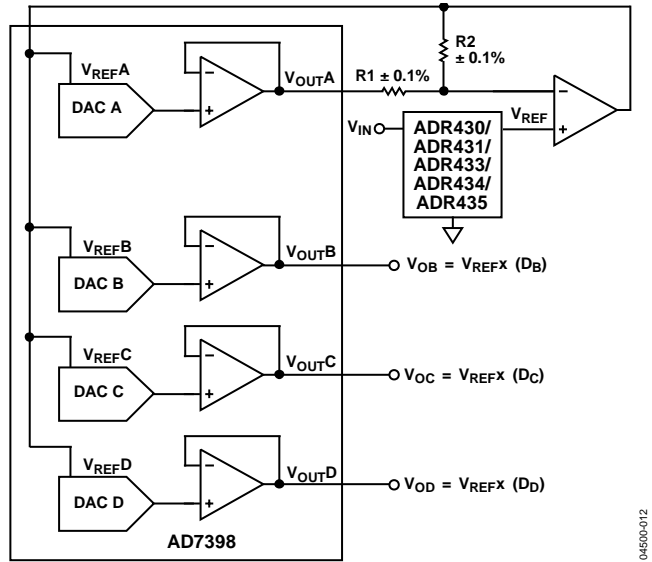 VREFA
DAC A
VOUTA
R1 ± 0.1%
R2
± 0.1%
VIN
ADR430/
ADR431/
ADR433/
ADR434/
ADR435
VREF
−
+
−
+
VREFB
DAC B
−
+
VOUTB
VOB = VREFx (DB)
VREFC
DAC C
−
+
VOUTC
VOC = VREFx (DC)
VREFD
DAC D
−
+
VOUTD
VOD = VREFx (DD)
AD7398
04500-012